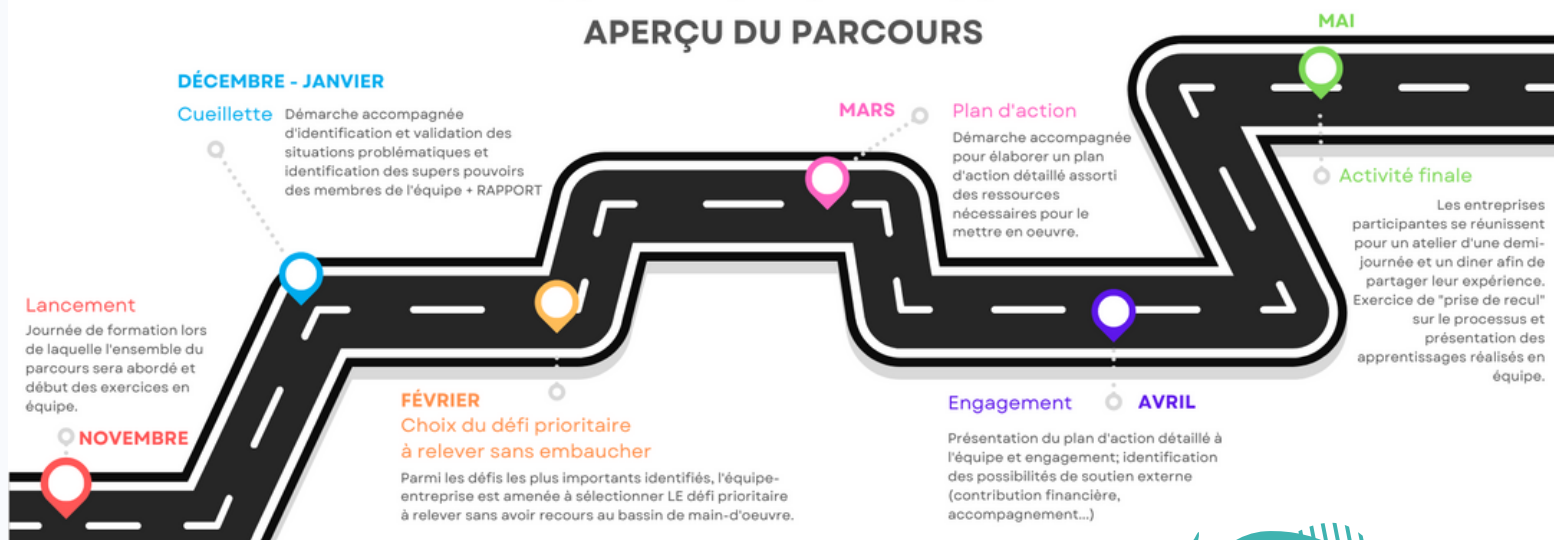 APERÇU DU PARCOURS
Lancement
Journée de formation lors
de laquelle l'ensemble du
parcours sera abordé et
début des exercices en
équipe.
NOVEMBRE
DÉCEMBRE - JANVIER
Cueillette
Démarche accompagnée
d'identification et validation des
situations problématiques et
identification des supers pouvoirs
des membres de l'équipe + RAPPORT
FÉVRIER
Choix du défi prioritaire
à relever sans embaucher
Parmi les défis les plus importants identifiés, l'équipe-
entreprise est amenée à sélectionner LE défi prioritaire
à relever sans avoir recours au bassin de main-d'oeuvre.
MARS
Plan d'action
Démarche accompagnée
pour élaborer un plan
d'action détaillé assorti
des ressources
nécessaires pour le
mettre en oeuvre.
Engagement
AVRIL
Présentation du plan d'action détaillé à
l'équipe et engagement; identification
des possibilités de soutien externe
(contribution financière,
accompagnement...)
MAI
Activité finale
Les entreprises
participantes se réunissent
pour un atelier d'une demi-
journée et un diner afin de
partager leur expérience.
Exercice de "prise de recul"
sur le processus et
présentation des
apprentissages réalisés en
équipe.